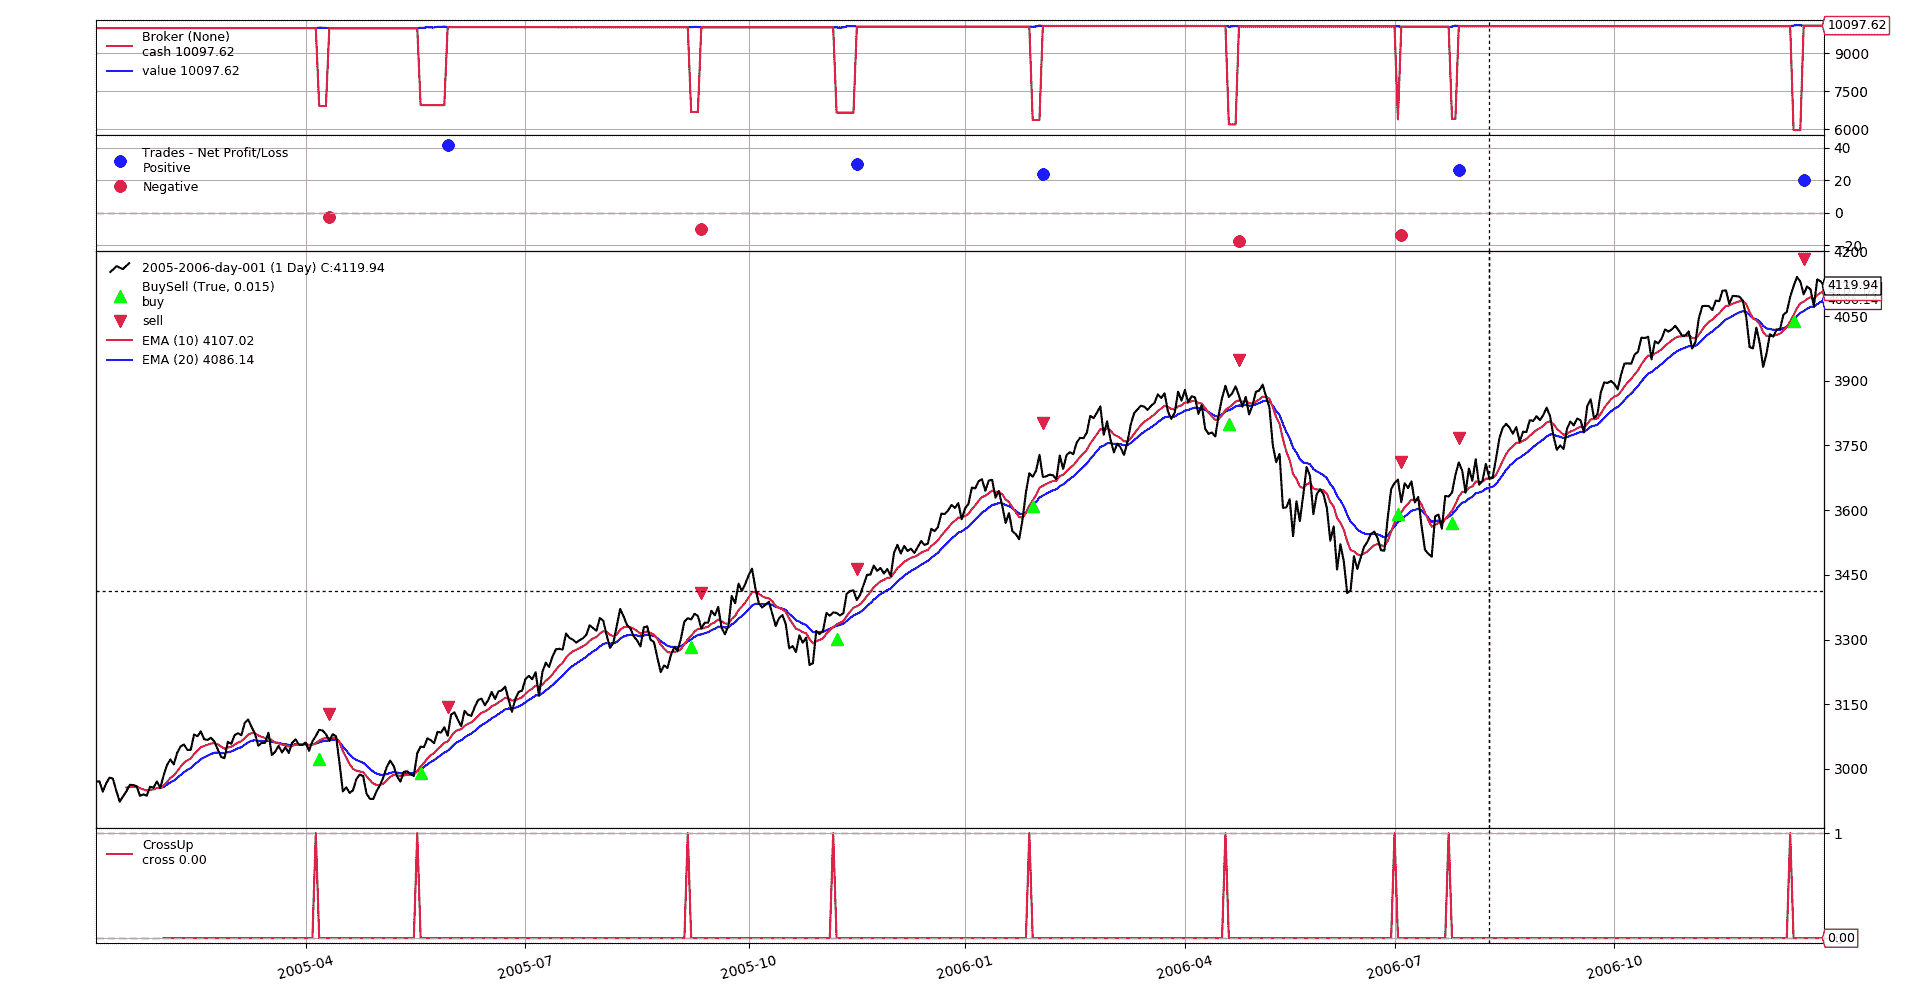 Broker (None)
cash 10097.62
value 10097.62
10097.62
9000
7500
6000
Trades - Net Profit/Loss
Positive
Negative
40
20
0
−20
2005-2006-day-001 (1 Day) C:4119.94
BuySell (True, 0.015)
buy
sell
EMA (10) 4107.02
EMA (20) 4086.14
4200
4119.94
4086.14
4050
3900
3750
3600
3450
3300
3150
3000
CrossUp
cross 0.00
1
0.00
2005-04
2005-07
2005-10
2006-01
2006-04
2006-07
2006-10